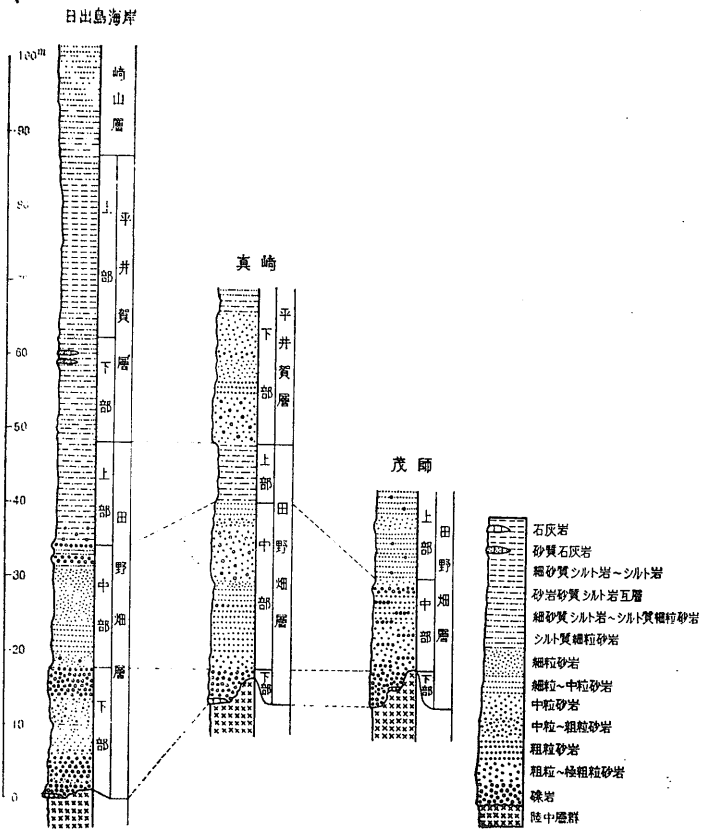 日出島海岸
100m
90
60
50
40
30
20
10
0
崎山層
上部
平井賀層
下部
上部
中部
下部
田野畑層
真崎
下部
平井賀層
上部
中部
下部
田野畑層
茂師
上部
中部
下部
田野畑層
石灰岩
砂質石灰岩
細砂質シルト岩~シルト岩
砂岩砂質シルト岩互層
細砂質シルト岩~シルト質細粒砂岩
シルト質細粒砂岩
細粒砂岩
細粒~中粒砂岩
中粒砂岩
中粒~粗粒砂岩
粗粒砂岩
粗粒~極粗粒砂岩
礫岩
陸中層群